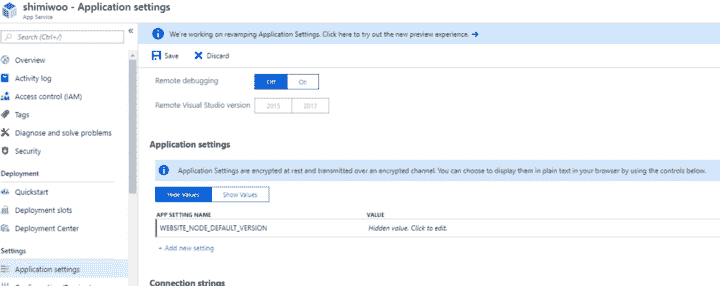 shimiwoo - Application settings
App Service
Search (Ctrl+/)
«
Overview
Activity log
Access control (IAM)
Tags
Diagnose and solve problems
Security
Deployment
Quickstart
Deployment slots
Deployment Center
Settings
Application settings
We're working on revamping Application Settings. Click here to try out the new preview experience. →
Save
Discard
Remote debugging
Off
On
Remote Visual Studio version
2015
2017
Application settings
Application Settings are encrypted at rest and transmitted over an encrypted channel. You can choose to display them in plain text in your browser by using the controls below.
Hide Values
Show Values
APP SETTING NAME
VALUE
WEBSITE_NODE_DEFAULT_VERSION
Hidden value. Click to edit.
+ Add new setting
Connection strings